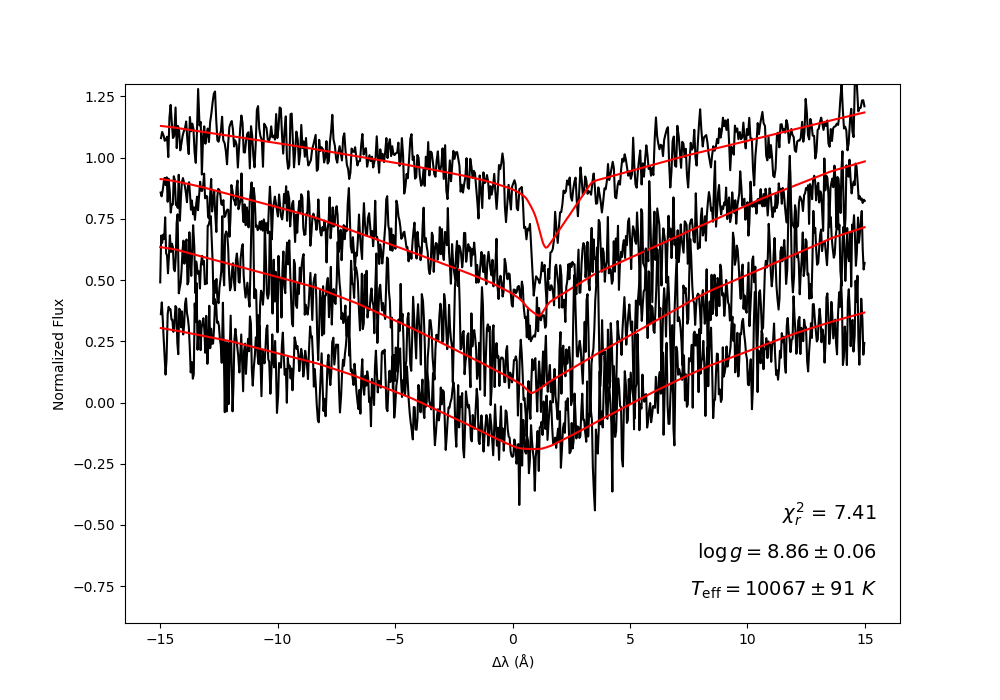 1.25
1.00
0.75
0.50
0.25
0.00
−0.25
−0.50
−0.75
Normalized Flux
χ²ᵣ = 7.41
log g = 8.86 ± 0.06
T_eff = 10067 ± 91 K
−15 −10 −5 0 5 10 15
Δλ (Å)